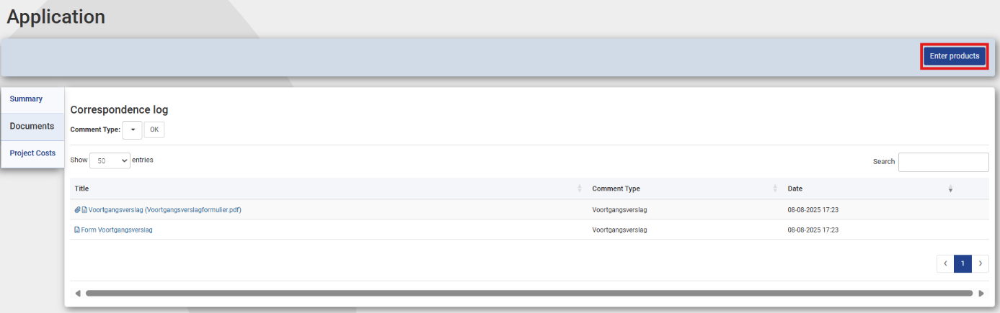 Application
Enter products
Summary
Documents
Project Costs
Correspondence log
Comment Type: OK
Show 50 entries
Search
Title Comment Type Date
Voortgangsverslag (Voortgangsverslagformulier.pdf) Voortgangsverslag 08-08-2025 17:23
Form Voortgangsverslag Voortgangsverslag 08-08-2025 17:23
1